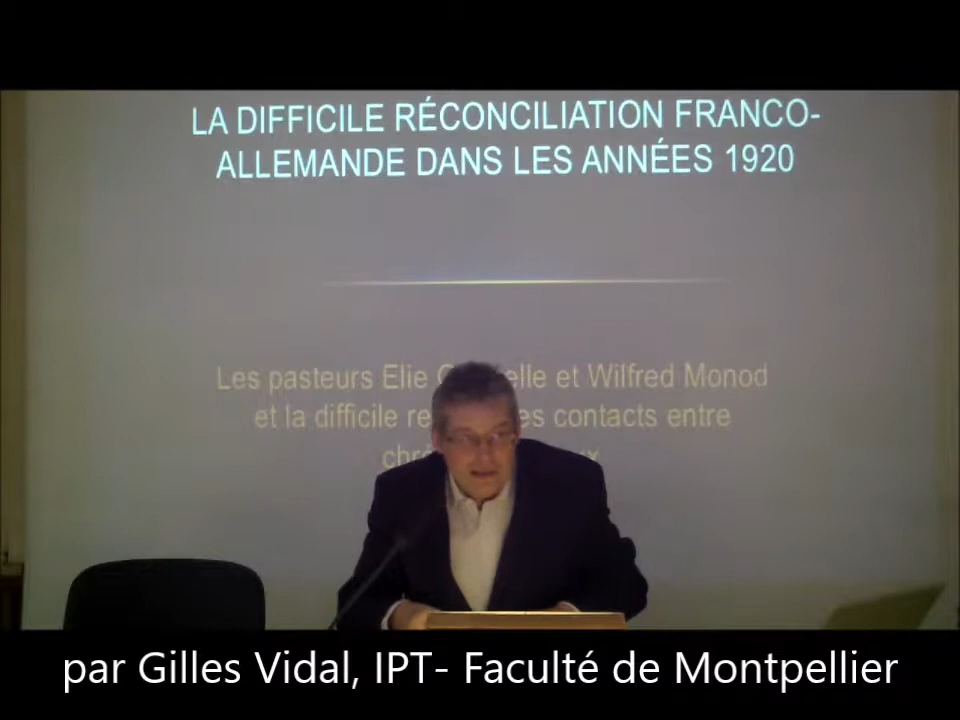 LA DIFFICILE RÉCONCILIATION FRANCO-
ALLEMANDE DANS LES ANNÉES 1920
Les pasteurs Elie et Wilfred Monod
et la difficile contacts entre
par Gilles Vidal, IPT- Faculté de Montpellier